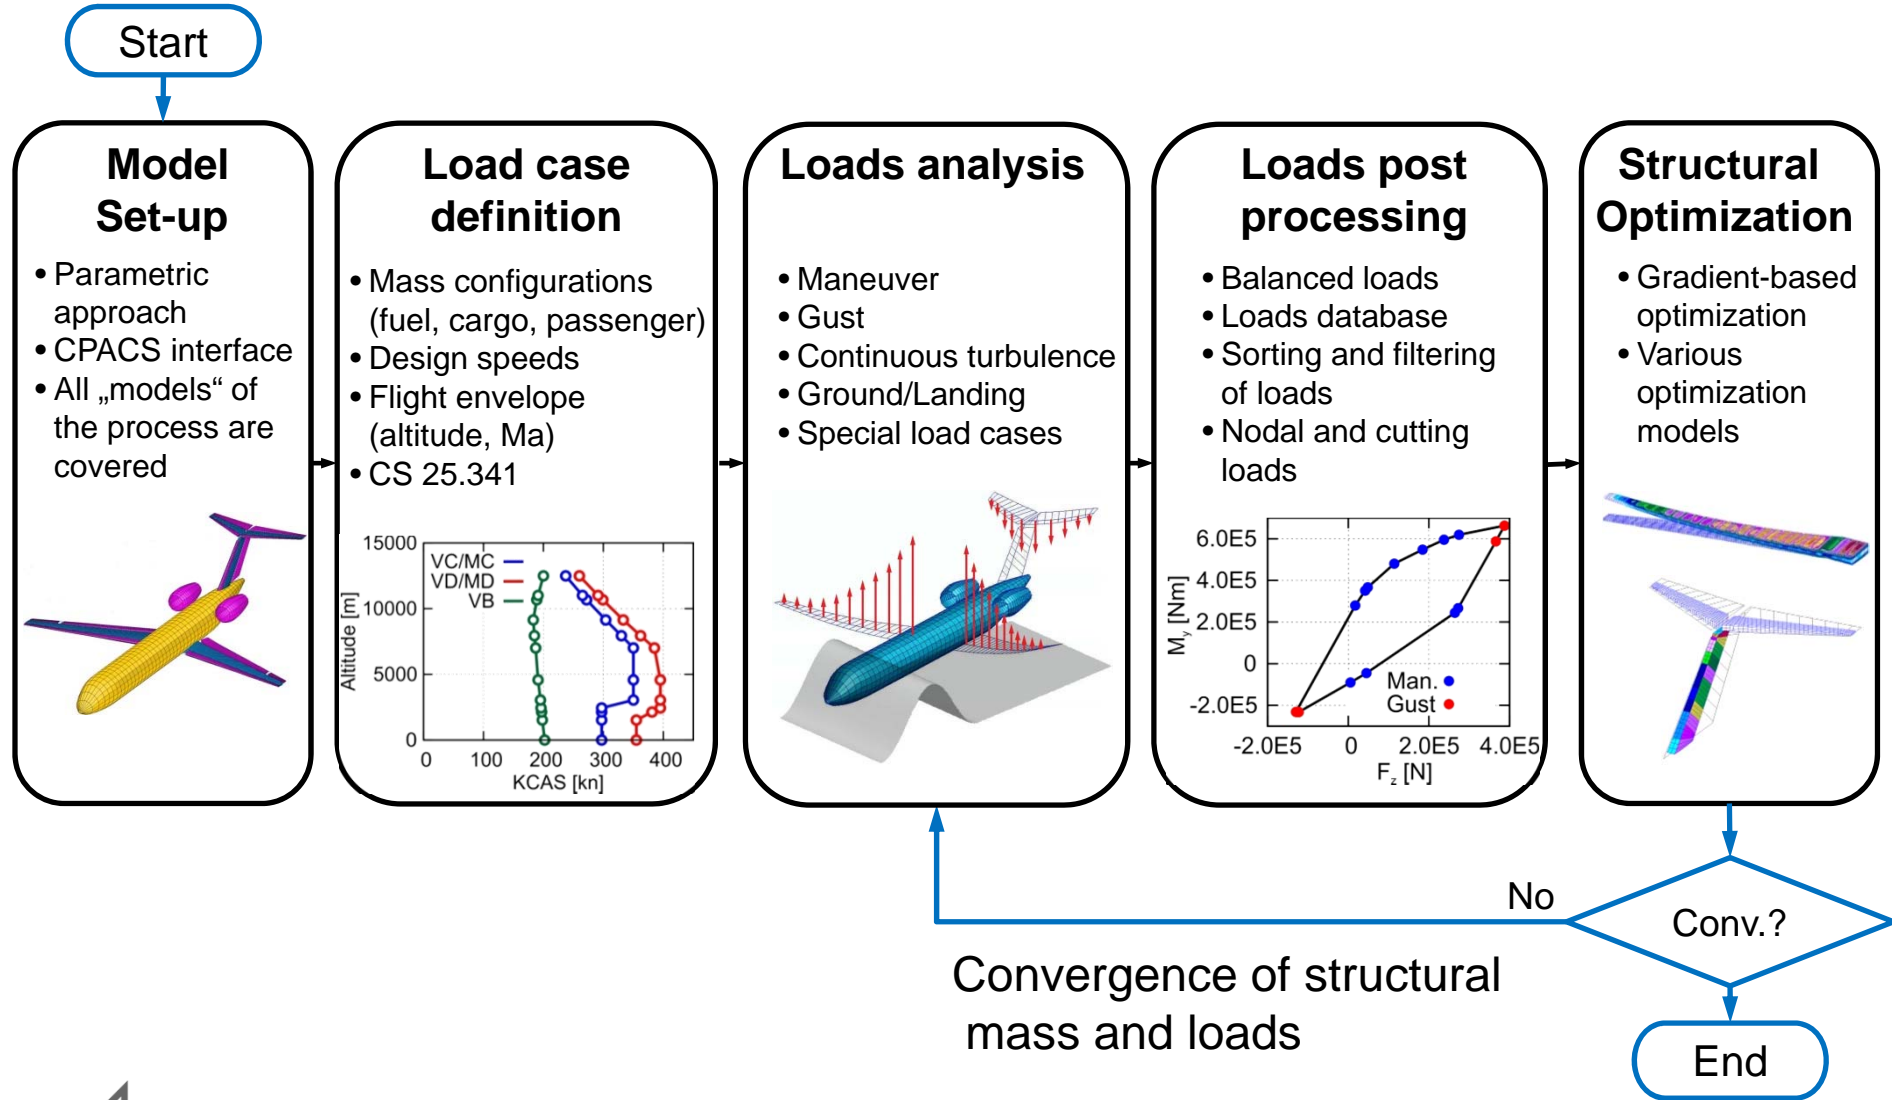 Start
Model
Set-up
• Parametric
approach
• CPACS interface
• All „models“ of
the process are
covered
Load case
definition
• Mass configurations
(fuel, cargo, passenger)
• Design speeds
• Flight envelope
(altitude, Ma)
• CS 25.341
15000
10000
5000
0
Altitude [m]
VC/MC
VD/MD
VB
0 100 200 300 400
KCAS [kn]
Loads analysis
• Maneuver
• Gust
• Continuous turbulence
• Ground/Landing
• Special load cases
Loads post
processing
• Balanced loads
• Loads database
• Sorting and filtering
of loads
• Nodal and cutting
loads
6.0E5
4.0E5
2.0E5
0
-2.0E5
My [Nm]
Man.
Gust
-2.0E5 0 2.0E5 4.0E5
Fz [N]
Structural
Optimization
• Gradient-based
optimization
• Various
optimization
models
No
Conv.?
Convergence of structural
mass and loads
End